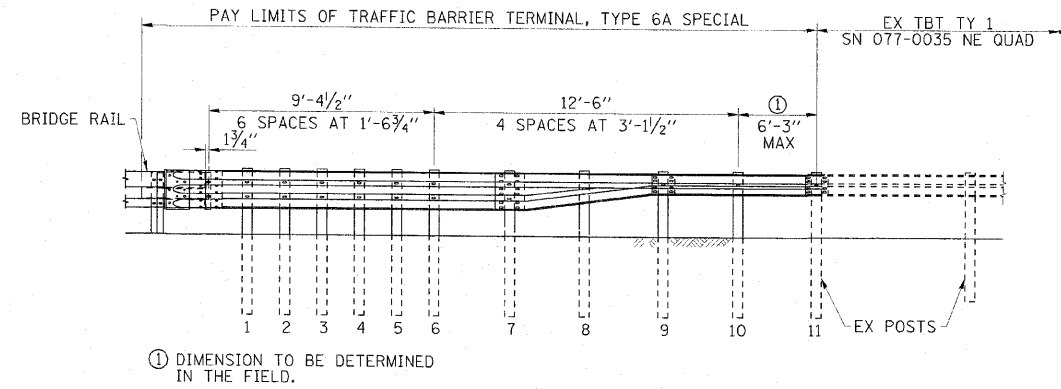 PAY LIMITS OF TRAFFIC BARRIER TERMINAL, TYPE 6A SPECIAL
EX TBT TY 1
SN 077-0035 NE QUAD
9'-4½"
12'-6"
①
BRIDGE RAIL
6 SPACES AT 1'-6¾"
4 SPACES AT 3'-1½"
6'-3"
MAX
1¾"
1 2 3 4 5 6 7 8 9 10 11
EX POSTS
① DIMENSION TO BE DETERMINED
IN THE FIELD.